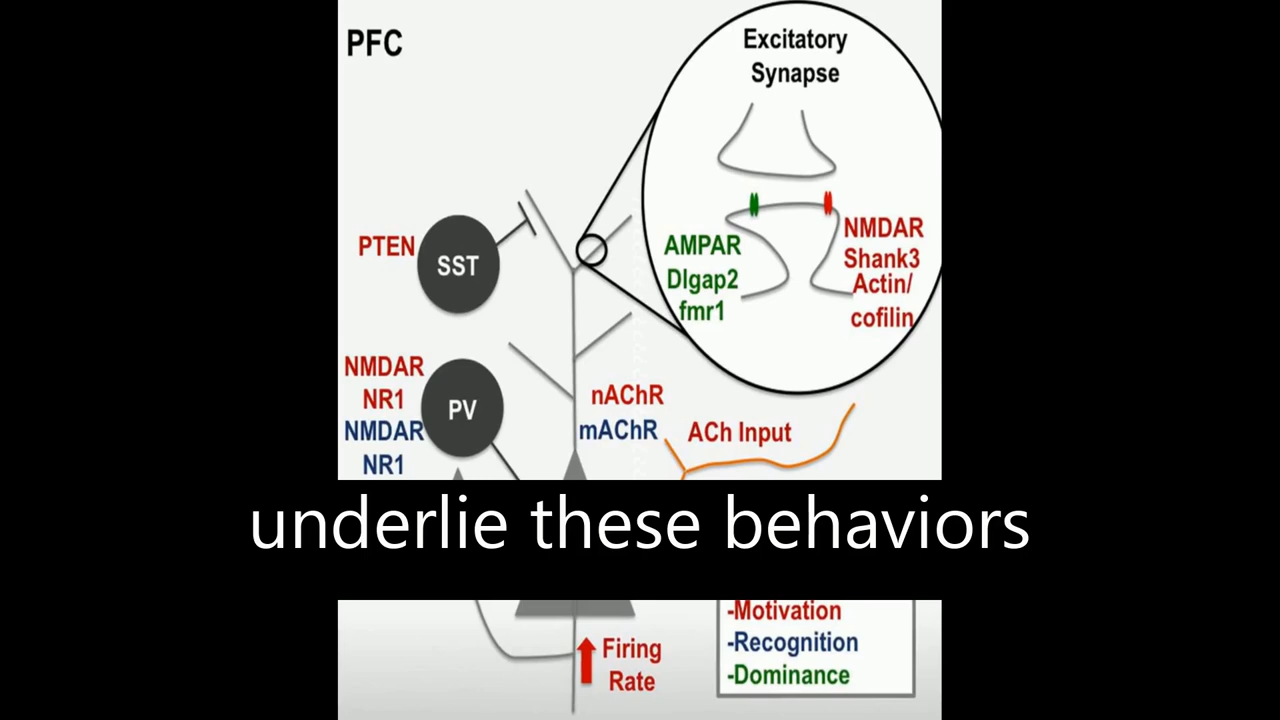 PFC
Excitatory
Synapse
PTEN
SST
AMPAR
Dlgap2
fmr1
NMDAR
Shank3
Actin/
cofilin
NMDAR
NR1
NMDAR
NR1
PV
nAChR
mAChR
ACh Input
underlie these behaviors
-Motivation
-Recognition
-Dominance
Firing
Rate